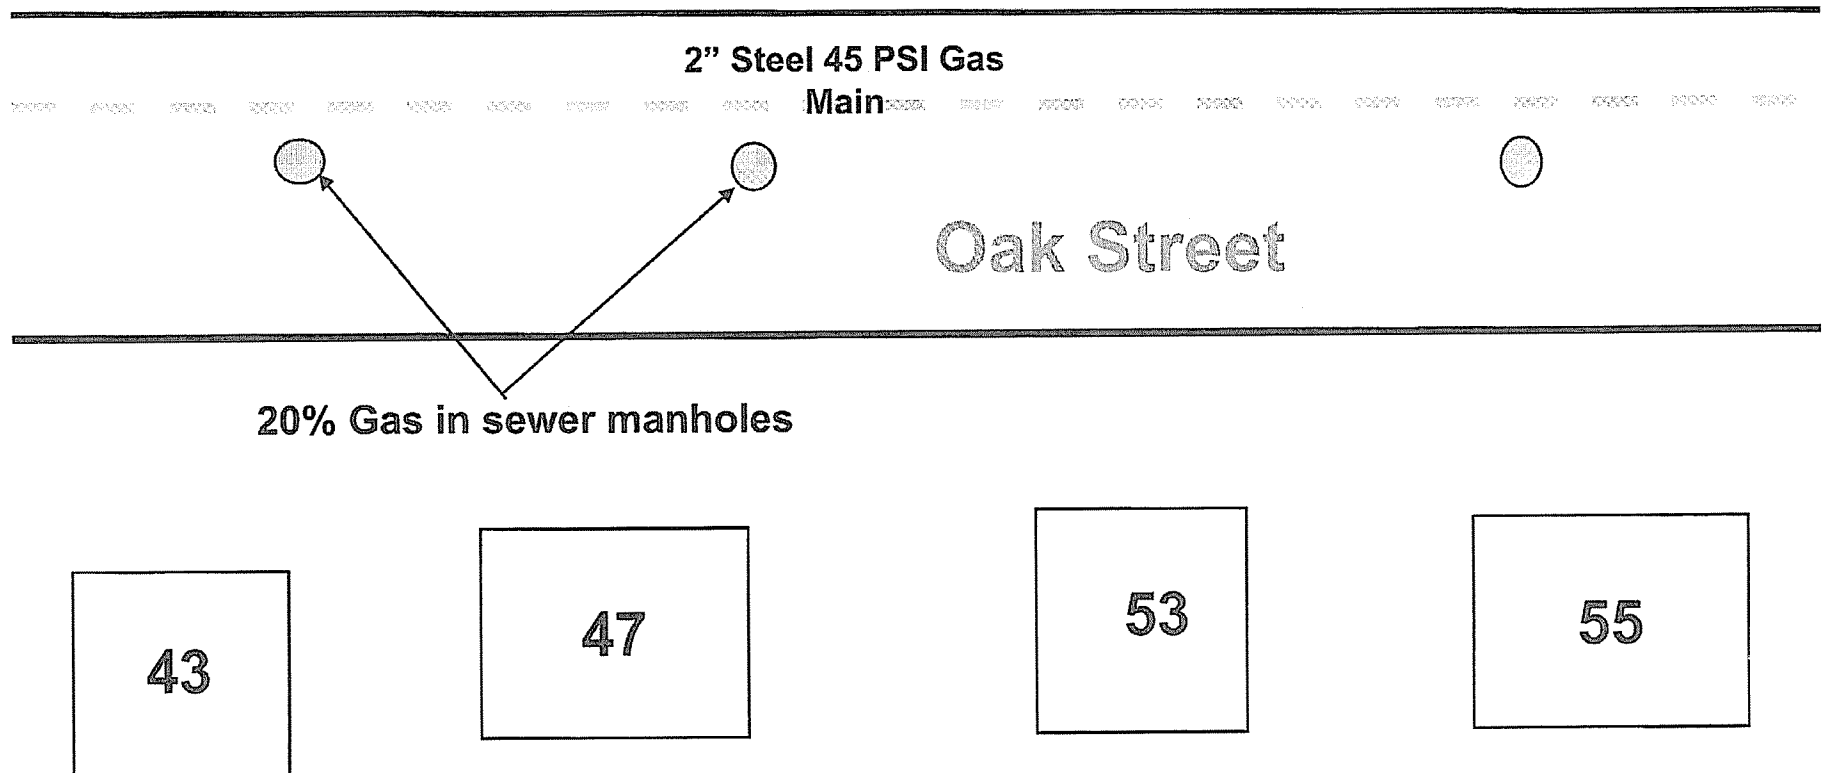 2” Steel 45 PSI Gas
Main
Oak Street
20% Gas in sewer manholes
43
47
53
55